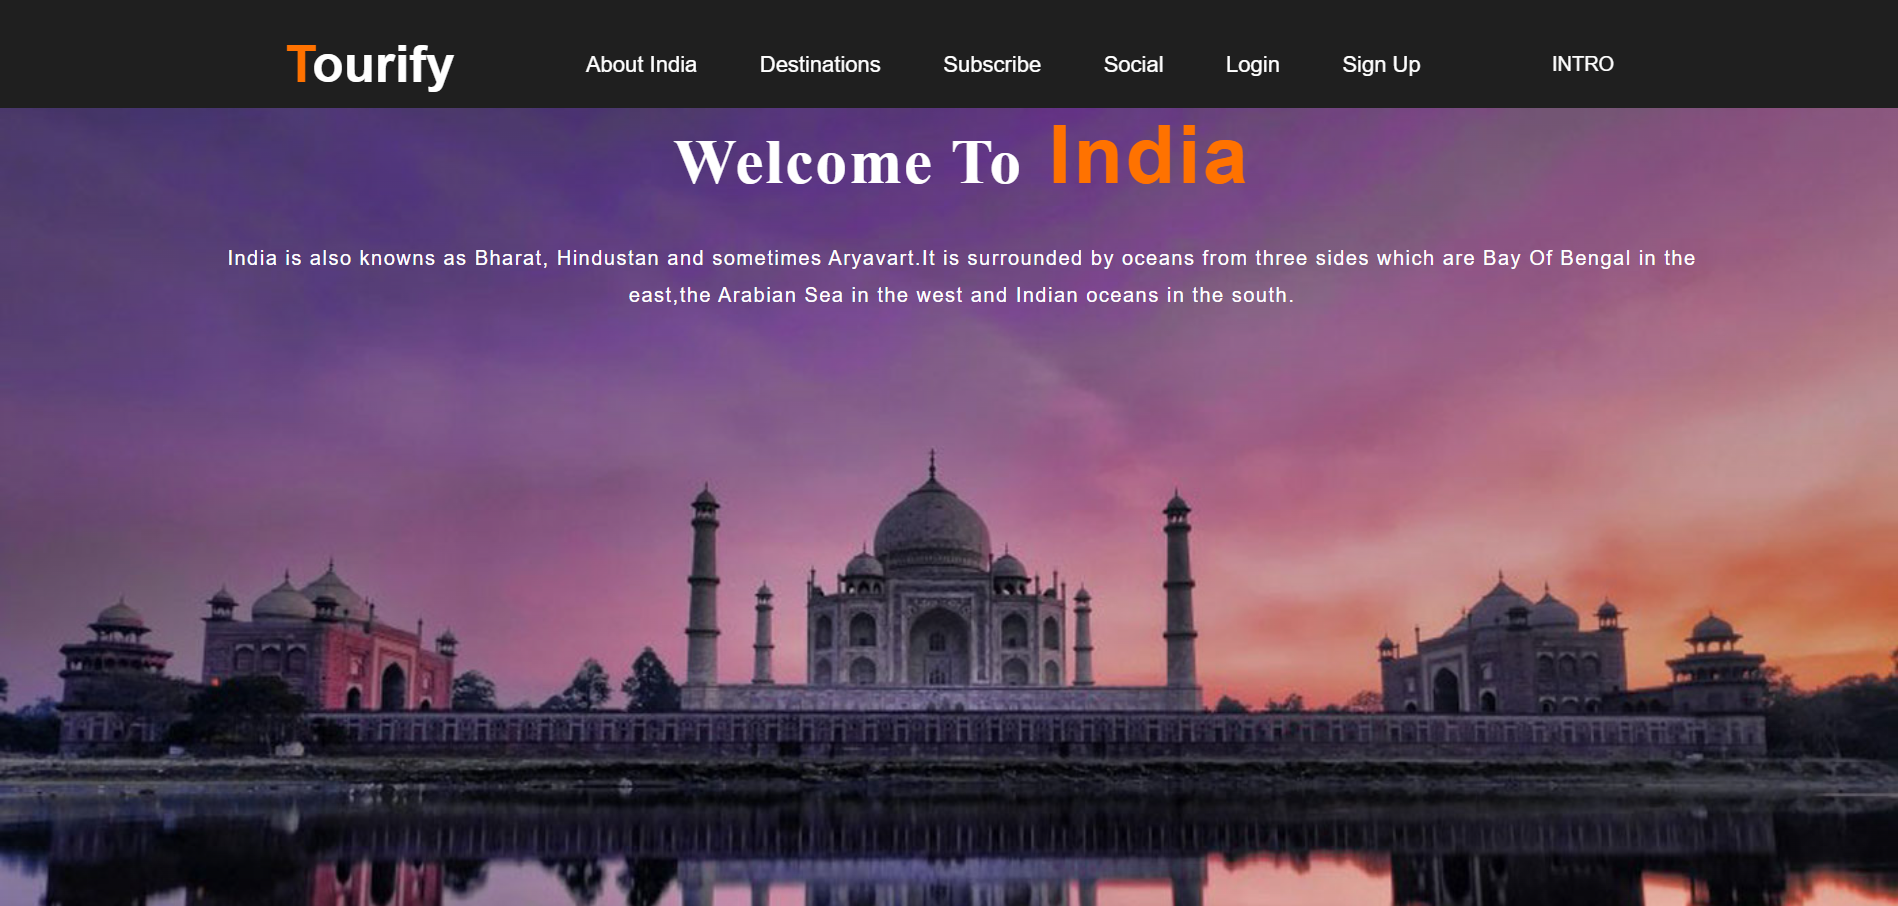 Tourify About India Destinations Subscribe Social Login Sign Up INTRO
Welcome To India
India is also knowns as Bharat, Hindustan and sometimes Aryavart.It is surrounded by oceans from three sides which are Bay Of Bengal in the
east,the Arabian Sea in the west and Indian oceans in the south.